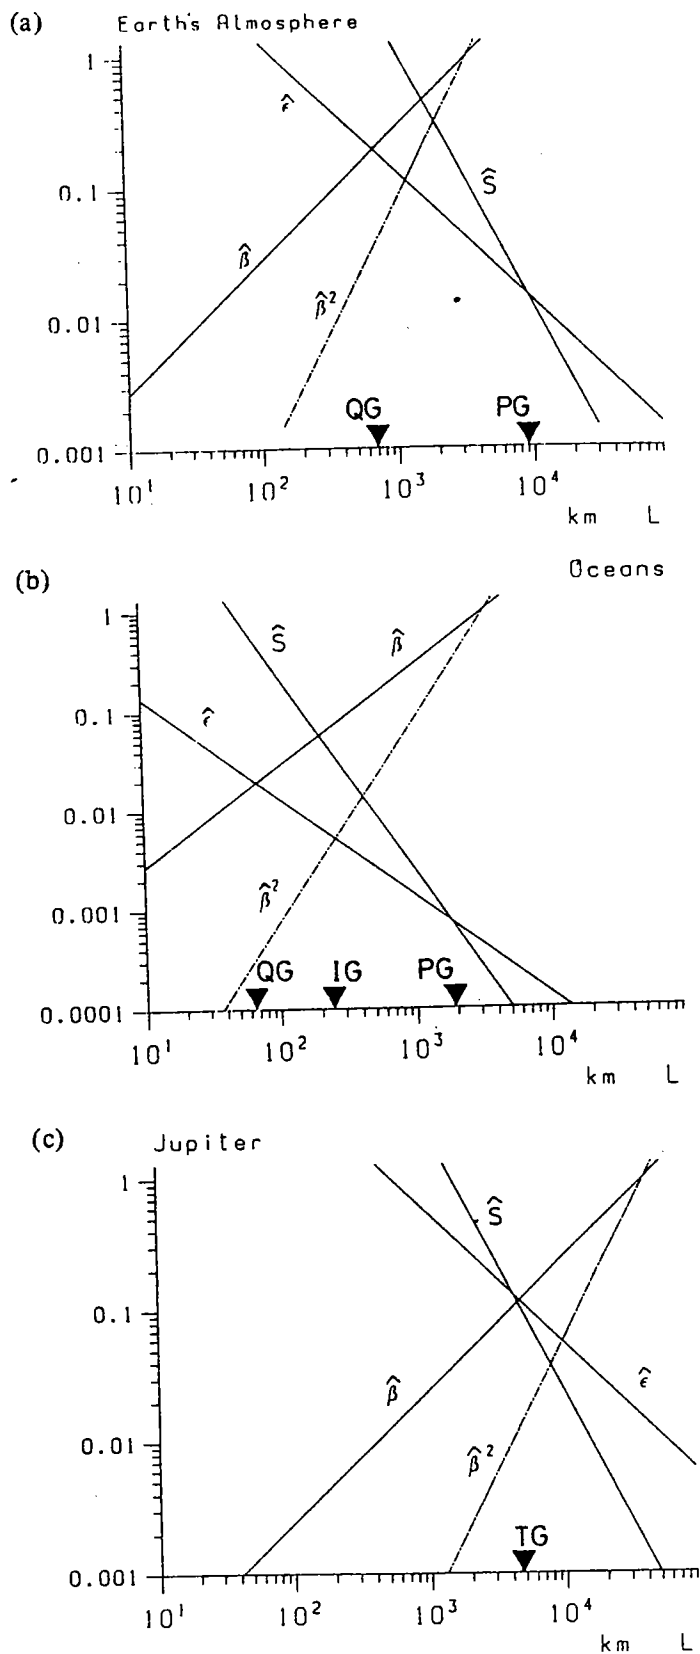 (a) Earth's Atmosphere
1
ε̂
Ŝ
0.1
β̂
β̂²
0.01
QG PG
0.001
10¹ 10² 10³ 10⁴
km L
(b) Oceans
1
Ŝ β̂
0.1
ε̂
0.01
β̂²
0.001
QG IG PG
0.0001
10¹ 10² 10³ 10⁴
km L
(c) Jupiter
1
Ŝ
0.1
β̂ ε̂
0.01
β̂²
TG
0.001
10¹ 10² 10³ 10⁴
km L